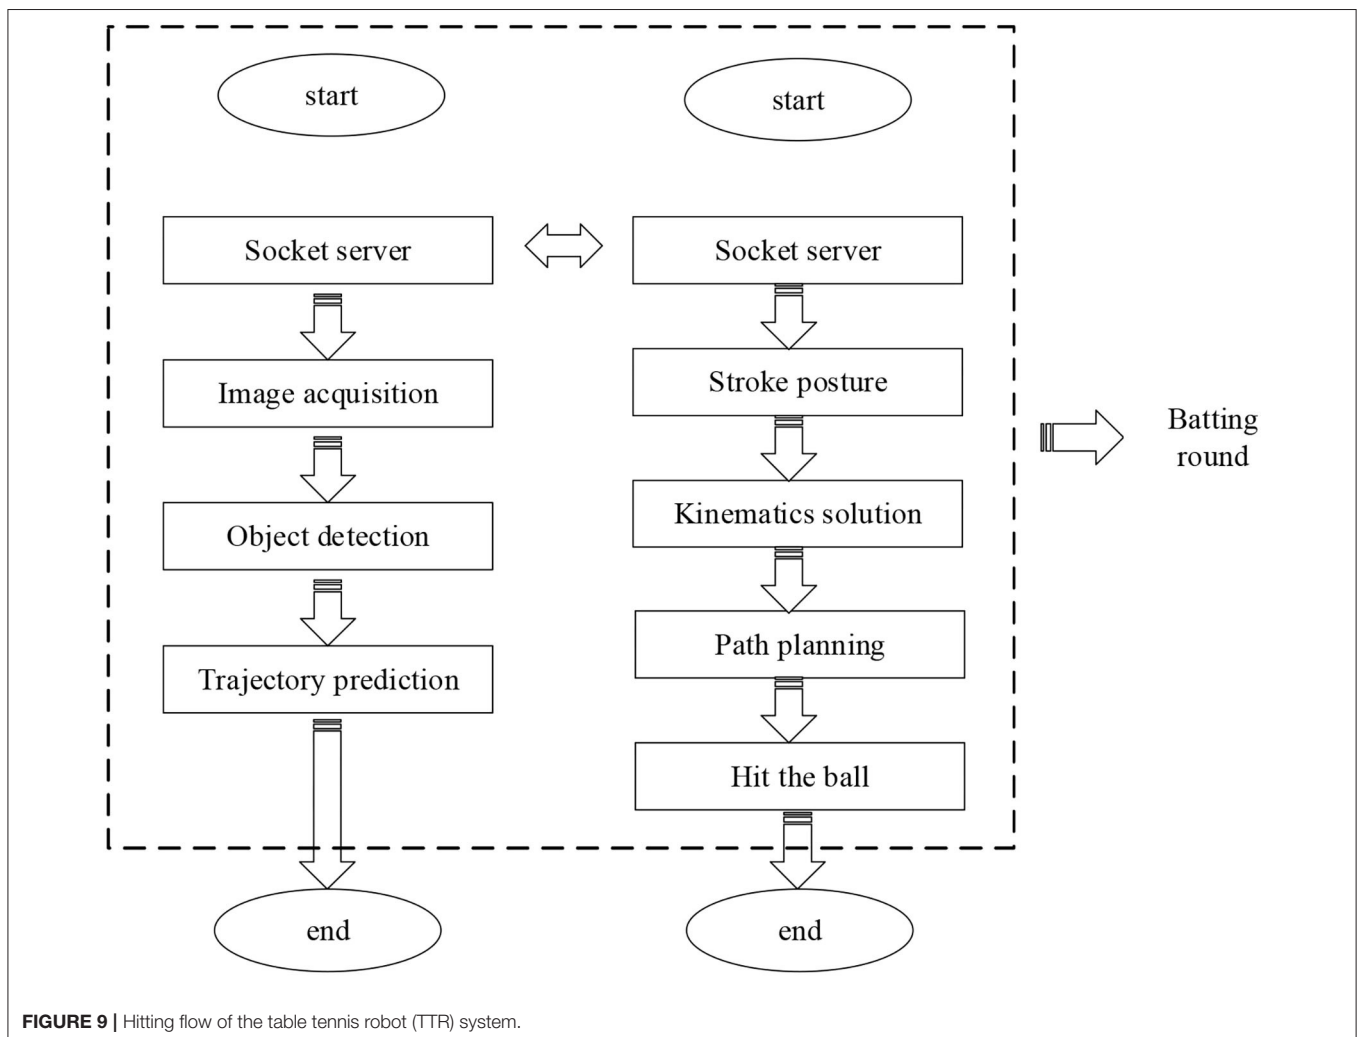 start
start
Socket server
Socket server
Image acquisition
Stroke posture
Object detection
Kinematics solution
Trajectory prediction
Path planning
Hit the ball
end
end
Batting
round
FIGURE 9 | Hitting flow of the table tennis robot (TTR) system.